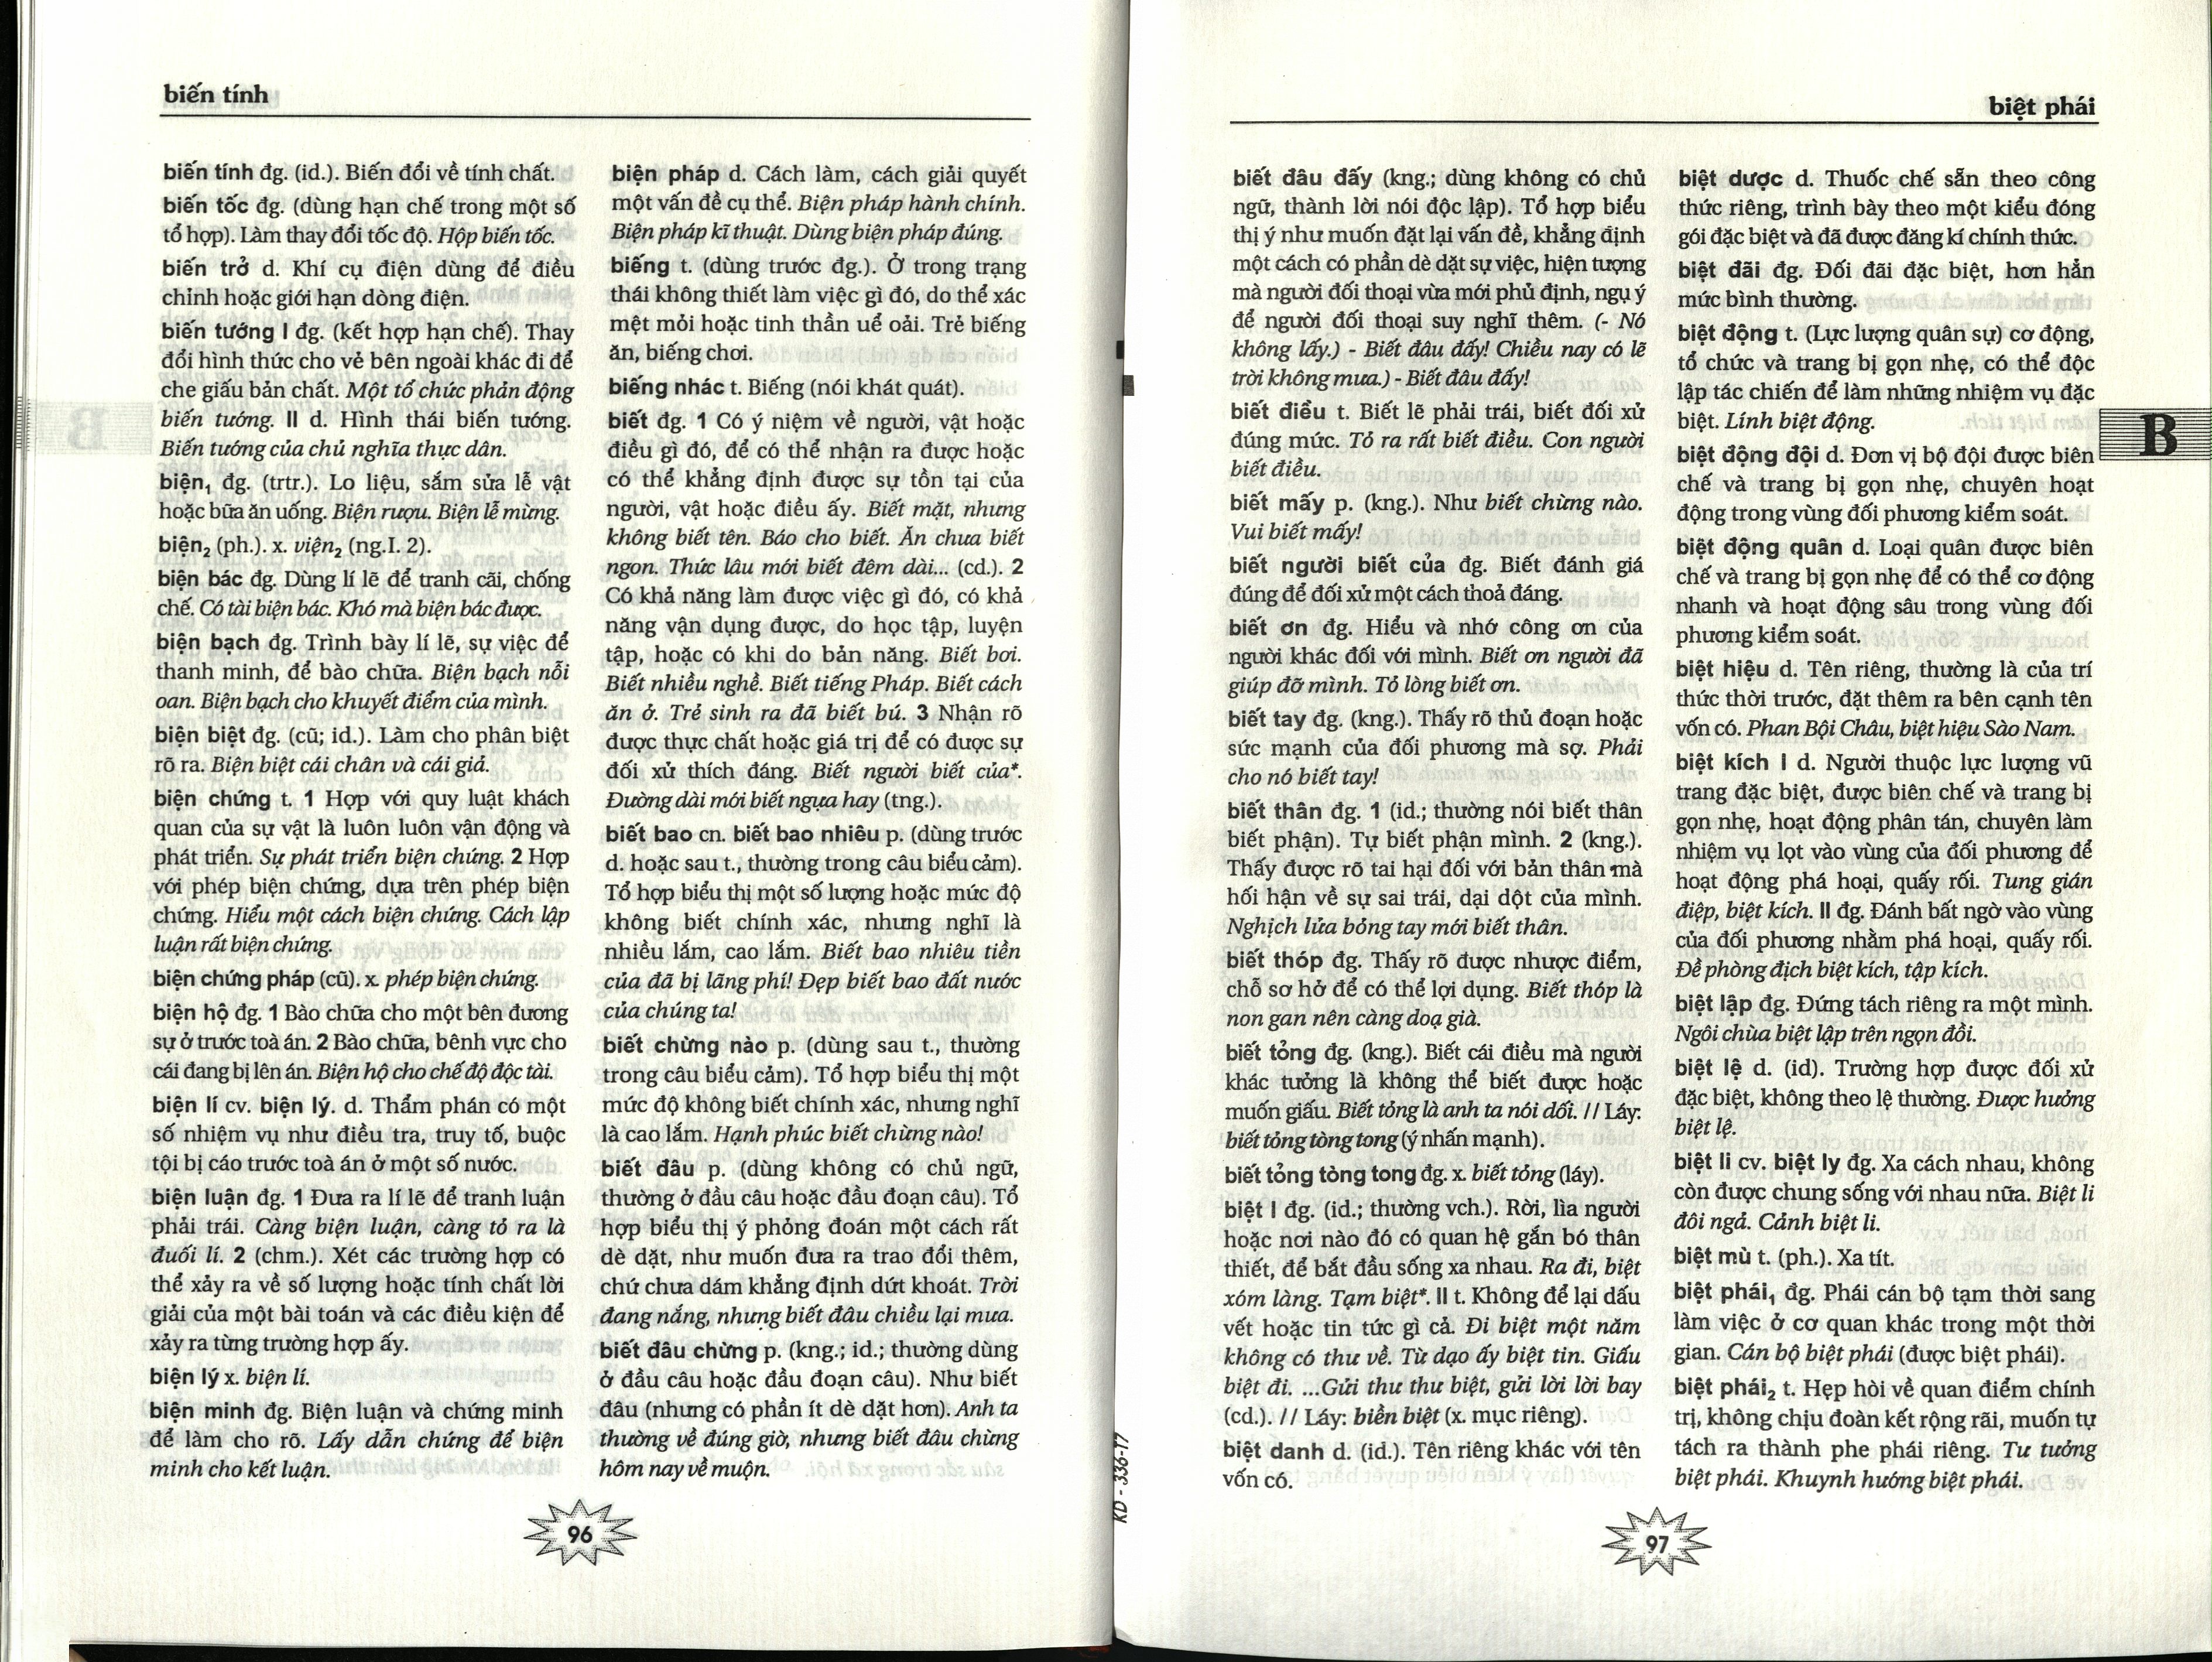 biến tính
biến tính đg. (id.). Biến đổi về tính chất.
biến tốc đg. (dùng hạn chế trong một số
tổ hợp). Làm thay đổi tốc độ. Hộp biến tốc.
biến trở d. Khí cụ điện dùng để điều
chỉnh hoặc giới hạn dòng điện.
biến tướng I đg. (kết hợp hạn chế). Thay
đổi hình thức cho vẻ bên ngoài khác đi để
che giấu bản chất. Một tổ chức phản động
biến tướng. II d. Hình thái biến tướng.
Biến tướng của chủ nghĩa thực dân.
biện₁ đg. (trtr.). Lo liệu, sắm sửa lễ vật
hoặc bữa ăn uống. Biện rượu. Biện lễ mừng.
biện₂ (ph.). x. viện₂ (ng.I. 2).
biện bác đg. Dùng lí lẽ để tranh cãi, chống
chế. Có tài biện bác. Khó mà biện bác được.
biện bạch đg. Trình bày lí lẽ, sự việc để
thanh minh, để bào chữa. Biện bạch nỗi
oan. Biện bạch cho khuyết điểm của mình.
biện biệt đg. (cũ; id.). Làm cho phân biệt
rõ ra. Biện biệt cái chân và cái giả.
biện chứng t. 1 Hợp với quy luật khách
quan của sự vật là luôn luôn vận động và
phát triển. Sự phát triển biện chứng. 2 Hợp
với phép biện chứng, dựa trên phép biện
chứng. Hiểu một cách biện chứng. Cách lập
luận rất biện chứng.
biện chứng pháp (cũ). x. phép biện chứng.
biện hộ đg. 1 Bào chữa cho một bên đương
sự ở trước toà án. 2 Bào chữa, bênh vực cho
cái đang bị lên án. Biện hộ cho chế độ độc tài.
biện lí cv. biện lý. d. Thẩm phán có một
số nhiệm vụ như điều tra, truy tố, buộc
tội bị cáo trước toà án ở một số nước.
biện luận đg. 1 Đưa ra lí lẽ để tranh luận
phải trái. Càng biện luận, càng tỏ ra là
đuối lí. 2 (chm.). Xét các trường hợp có
thể xảy ra về số lượng hoặc tính chất lời
giải của một bài toán và các điều kiện để
xảy ra từng trường hợp ấy.
biện lý x. biện lí.
biện minh đg. Biện luận và chứng minh
để làm cho rõ. Lấy dẫn chứng để biện
minh cho kết luận.
biện pháp d. Cách làm, cách giải quyết
một vấn đề cụ thể. Biện pháp hành chính.
Biện pháp kĩ thuật. Dùng biện pháp đúng.
biếng t. (dùng trước đg.). Ở trong trạng
thái không thiết làm việc gì đó, do thể xác
mệt mỏi hoặc tinh thần uể oải. Trẻ biếng
ăn, biếng chơi.
biếng nhác t. Biếng (nói khát quát).
biết đg. 1 Có ý niệm về người, vật hoặc
điều gì đó, để có thể nhận ra được hoặc
có thể khẳng định được sự tồn tại của
người, vật hoặc điều ấy. Biết mặt, nhưng
không biết tên. Báo cho biết. Ăn chưa biết
ngon. Thức lâu mới biết đêm dài... (cd.). 2
Có khả năng làm được việc gì đó, có khả
năng vận dụng được, do học tập, luyện
tập, hoặc có khi do bản năng. Biết bơi.
Biết nhiều nghề. Biết tiếng Pháp. Biết cách
ăn ở. Trẻ sinh ra đã biết bú. 3 Nhận rõ
được thực chất hoặc giá trị để có được sự
đối xử thích đáng. Biết người biết của*.
Đường dài mới biết ngựa hay (tng.).
biết bao cn. biết bao nhiêu p. (dùng trước
d. hoặc sau t., thường trong câu biểu cảm).
Tổ hợp biểu thị một số lượng hoặc mức độ
không biết chính xác, nhưng nghĩ là
nhiều lắm, cao lắm. Biết bao nhiêu tiền
của đã bị lãng phí! Đẹp biết bao đất nước
của chúng ta!
biết chừng nào p. (dùng sau t., thường
trong câu biểu cảm). Tổ hợp biểu thị một
mức độ không biết chính xác, nhưng nghĩ
là cao lắm. Hạnh phúc biết chừng nào!
biết đâu p. (dùng không có chủ ngữ,
thường ở đầu câu hoặc đầu đoạn câu). Tổ
hợp biểu thị ý phỏng đoán một cách rất
dè dặt, như muốn đưa ra trao đổi thêm,
chứ chưa dám khẳng định dứt khoát. Trời
đang nắng, nhưng biết đâu chiều lại mưa.
biết đâu chừng p. (kng.; id.; thường dùng
ở đầu câu hoặc đầu đoạn câu). Như biết
đâu (nhưng có phần ít dè dặt hơn). Anh ta
thường về đúng giờ, nhưng biết đâu chừng
hôm nay về muộn.
96
KD - 336-17
biệt phái
biết đâu đấy (kng.; dùng không có chủ
ngữ, thành lời nói độc lập). Tổ hợp biểu
thị ý như muốn đặt lại vấn đề, khẳng định
một cách có phần dè dặt sự việc, hiện tượng
mà người đối thoại vừa mới phủ định, ngụ ý
để người đối thoại suy nghĩ thêm. (- Nó
không lấy.) - Biết đâu đấy! Chiều nay có lẽ
trời không mưa.) - Biết đâu đấy!
biết điều t. Biết lẽ phải trái, biết đối xử
đúng mức. Tỏ ra rất biết điều. Con người
biết điều.
biết mấy p. (kng.). Như biết chừng nào.
Vui biết mấy!
biết người biết của đg. Biết đánh giá
đúng để đối xử một cách thoả đáng.
biết ơn đg. Hiểu và nhớ công ơn của
người khác đối với mình. Biết ơn người đã
giúp đỡ mình. Tỏ lòng biết ơn.
biết tay đg. (kng.). Thấy rõ thủ đoạn hoặc
sức mạnh của đối phương mà sợ. Phải
cho nó biết tay!
biết thân đg. 1 (id.; thường nói biết thân
biết phận). Tự biết phận mình. 2 (kng.).
Thấy được rõ tai hại đối với bản thân mà
hối hận về sự sai trái, dại dột của mình.
Nghịch lửa bỏng tay mới biết thân.
biết thóp đg. Thấy rõ được nhược điểm,
chỗ sơ hở để có thể lợi dụng. Biết thóp là
non gan nên càng doạ già.
biết tỏng đg. (kng.). Biết cái điều mà người
khác tưởng là không thể biết được hoặc
muốn giấu. Biết tỏng là anh ta nói dối. // Láy:
biết tỏng tòng tong (ý nhấn mạnh).
biết tỏng tòng tong đg. x. biết tỏng (láy).
biệt I đg. (id.; thường vch.). Rời, lìa người
hoặc nơi nào đó có quan hệ gắn bó thân
thiết, để bắt đầu sống xa nhau. Ra đi, biệt
xóm làng. Tạm biệt*. II t. Không để lại dấu
vết hoặc tin tức gì cả. Đi biệt một năm
không có thư về. Từ dạo ấy biệt tin. Giấu
biệt đi. ...Gửi thư thư biệt, gửi lời lời bay
(cd.). // Láy: biền biệt (x. mục riêng).
biệt danh d. (id.). Tên riêng khác với tên
vốn có.
biệt dược d. Thuốc chế sẵn theo công
thức riêng, trình bày theo một kiểu đóng
gói đặc biệt và đã được đăng kí chính thức.
biệt đãi đg. Đối đãi đặc biệt, hơn hẳn
mức bình thường.
biệt động t. (Lực lượng quân sự) cơ động,
tổ chức và trang bị gọn nhẹ, có thể độc
lập tác chiến để làm những nhiệm vụ đặc
biệt. Lính biệt động.
biệt động đội d. Đơn vị bộ đội được biên
chế và trang bị gọn nhẹ, chuyên hoạt
động trong vùng đối phương kiểm soát.
biệt động quân d. Loại quân được biên
chế và trang bị gọn nhẹ để có thể cơ động
nhanh và hoạt động sâu trong vùng đối
phương kiểm soát.
biệt hiệu d. Tên riêng, thường là của trí
thức thời trước, đặt thêm ra bên cạnh tên
vốn có. Phan Bội Châu, biệt hiệu Sào Nam.
biệt kích I d. Người thuộc lực lượng vũ
trang đặc biệt, được biên chế và trang bị
gọn nhẹ, hoạt động phân tán, chuyên làm
nhiệm vụ lọt vào vùng của đối phương để
hoạt động phá hoại, quấy rối. Tung gián
điệp, biệt kích. II đg. Đánh bất ngờ vào vùng
của đối phương nhằm phá hoại, quấy rối.
Đề phòng địch biệt kích, tập kích.
biệt lập đg. Đứng tách riêng ra một mình.
Ngôi chùa biệt lập trên ngọn đồi.
biệt lệ d. (id). Trường hợp được đối xử
đặc biệt, không theo lệ thường. Được hưởng
biệt lệ.
biệt li cv. biệt ly đg. Xa cách nhau, không
còn được chung sống với nhau nữa. Biệt li
đôi ngả. Cảnh biệt li.
biệt mù t. (ph.). Xa tít.
biệt phái₁ đg. Phái cán bộ tạm thời sang
làm việc ở cơ quan khác trong một thời
gian. Cán bộ biệt phái (được biệt phái).
biệt phái₂ t. Hẹp hòi về quan điểm chính
trị, không chịu đoàn kết rộng rãi, muốn tự
tách ra thành phe phái riêng. Tư tưởng
biệt phái. Khuynh hướng biệt phái.
B
97